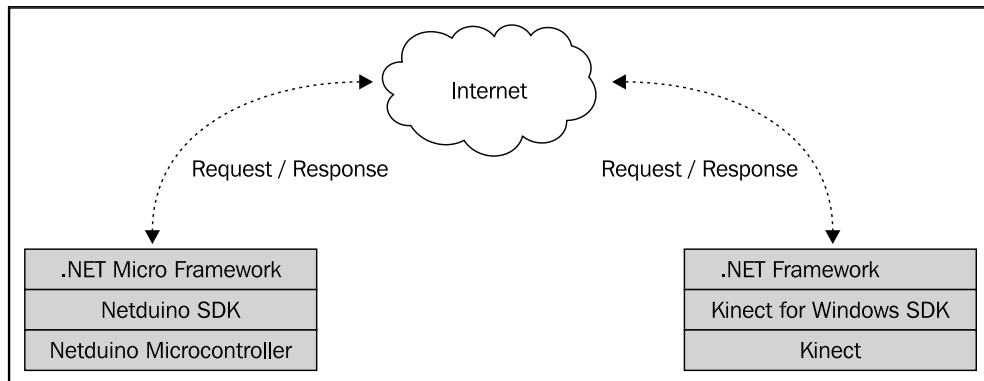 Internet
Request / Response
Request / Response
.NET Micro Framework
Netduino SDK
Netduino Microcontroller
.NET Framework
Kinect for Windows SDK
Kinect